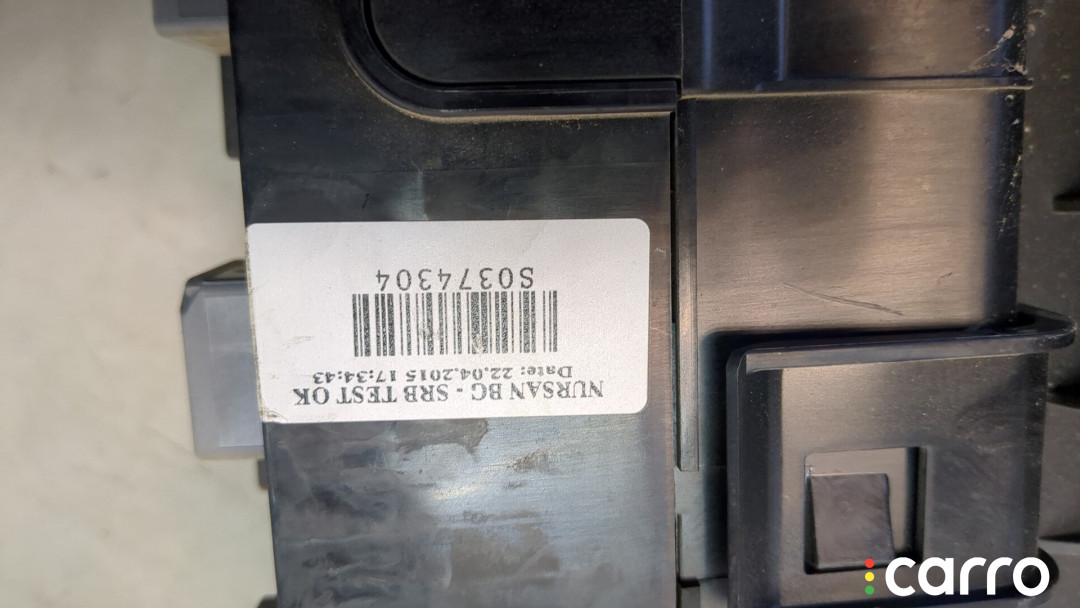 NURSAN BG - SRB TEST OK
Date: 22.04.2015 17:34:43
S0374304
carro